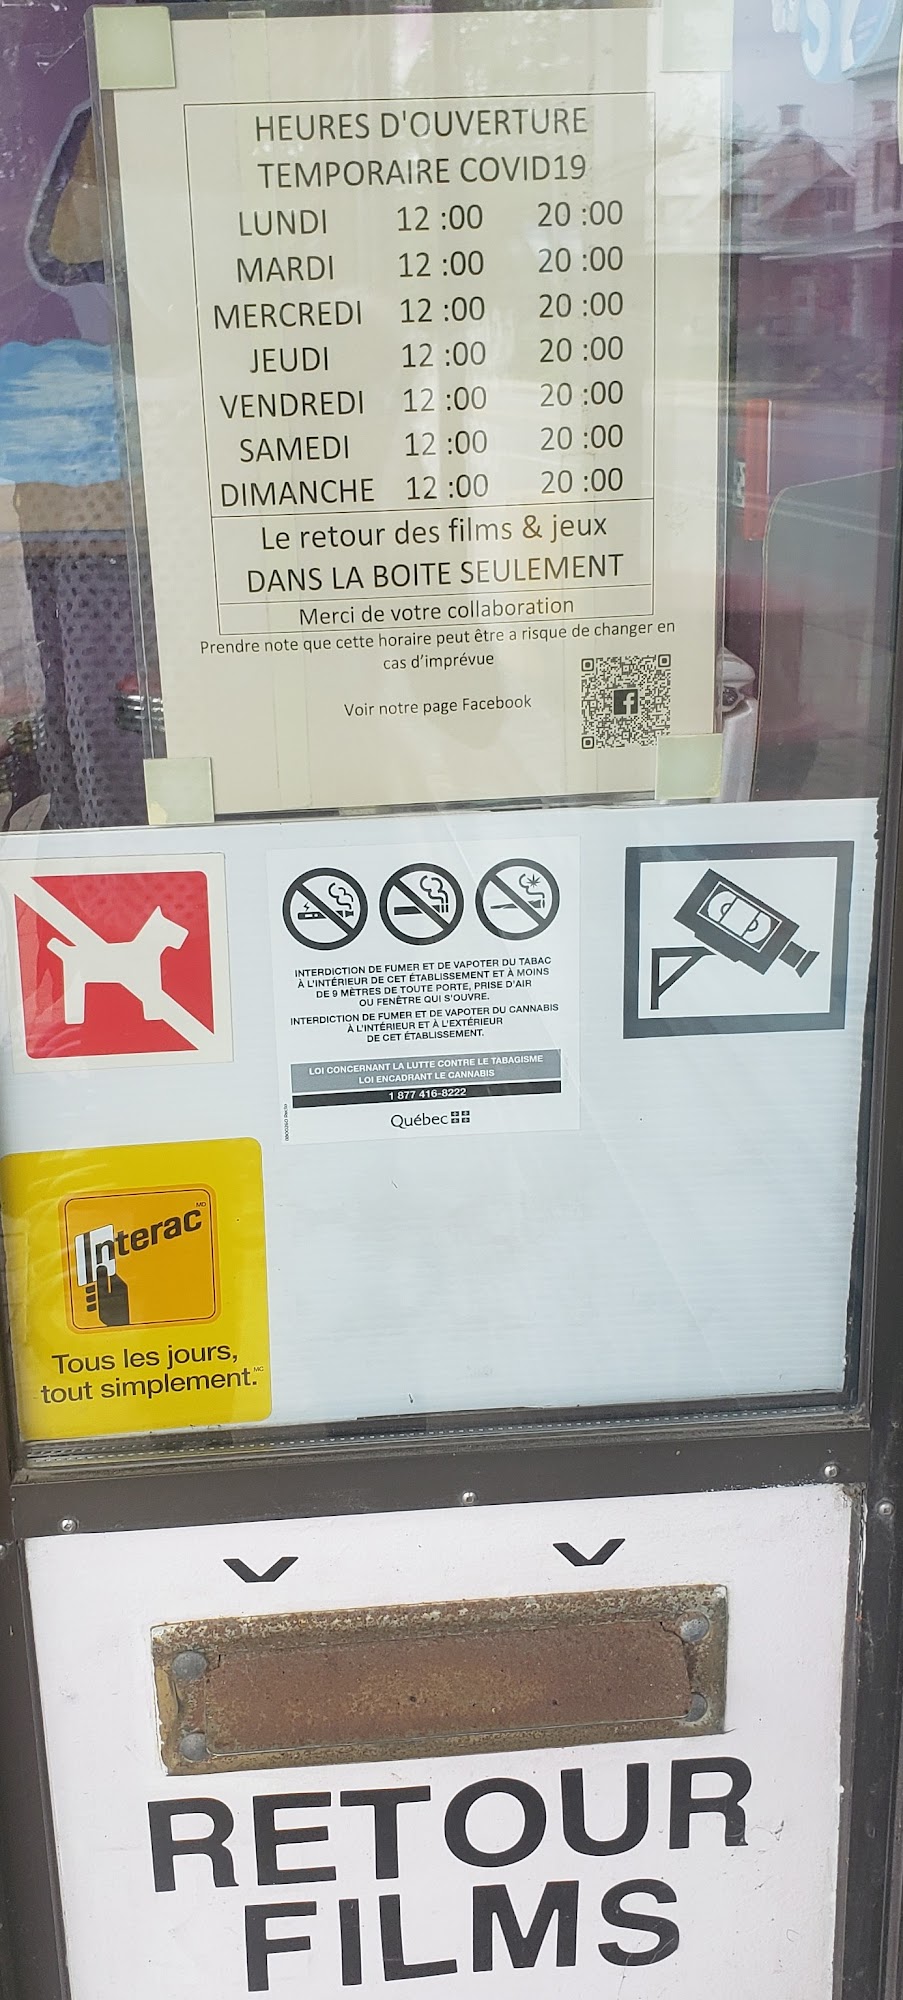 HEURES D'OUVERTURE
TEMPORAIRE COVID19
LUNDI 12 :00 20 :00
MARDI 12 :00 20 :00
MERCREDI 12 :00 20 :00
JEUDI 12 :00 20 :00
VENDREDI 12 :00 20 :00
SAMEDI 12 :00 20 :00
DIMANCHE 12 :00 20 :00
Le retour des films & jeux
DANS LA BOITE SEULEMENT
Merci de votre collaboration
Prendre note que cette horaire peut être a risque de changer en
cas d'imprévue
Voir notre page Facebook
INTERDICTION DE FUMER ET DE VAPOTER DU TABAC
À L'INTÉRIEUR DE CET ÉTABLISSEMENT ET À MOINS
DE 9 MÈTRES DE TOUTE PORTE, PRISE D'AIR
OU FENÊTRE QUI S'OUVRE.
INTERDICTION DE FUMER ET DE VAPOTER DU CANNABIS
À L'INTÉRIEUR ET À L'EXTÉRIEUR
DE CET ÉTABLISSEMENT.
LOI CONCERNANT LA LUTTE CONTRE LE TABAGISME
LOI ENCADRANT LE CANNABIS
1 877 416-8222
Québec
Interac MD
Tous les jours,
tout simplement. MC
RETOUR
FILMS